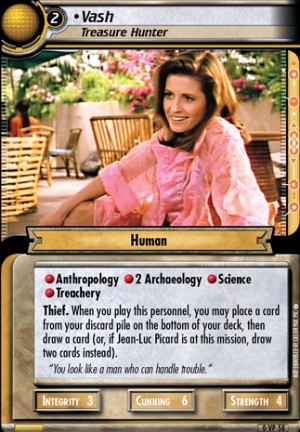 2
• Vash
Treasure Hunter
Human
Anthropology 2 Archaeology Science
Treachery
Thief. When you play this personnel, you may place a card
from your discard pile on the bottom of your deck, then
draw a card (or, if Jean-Luc Picard is at this mission, draw
two cards instead).
"You look like a man who can handle trouble."
INTEGRITY 3 CUNNING 6 STRENGTH 4
0 VP 58